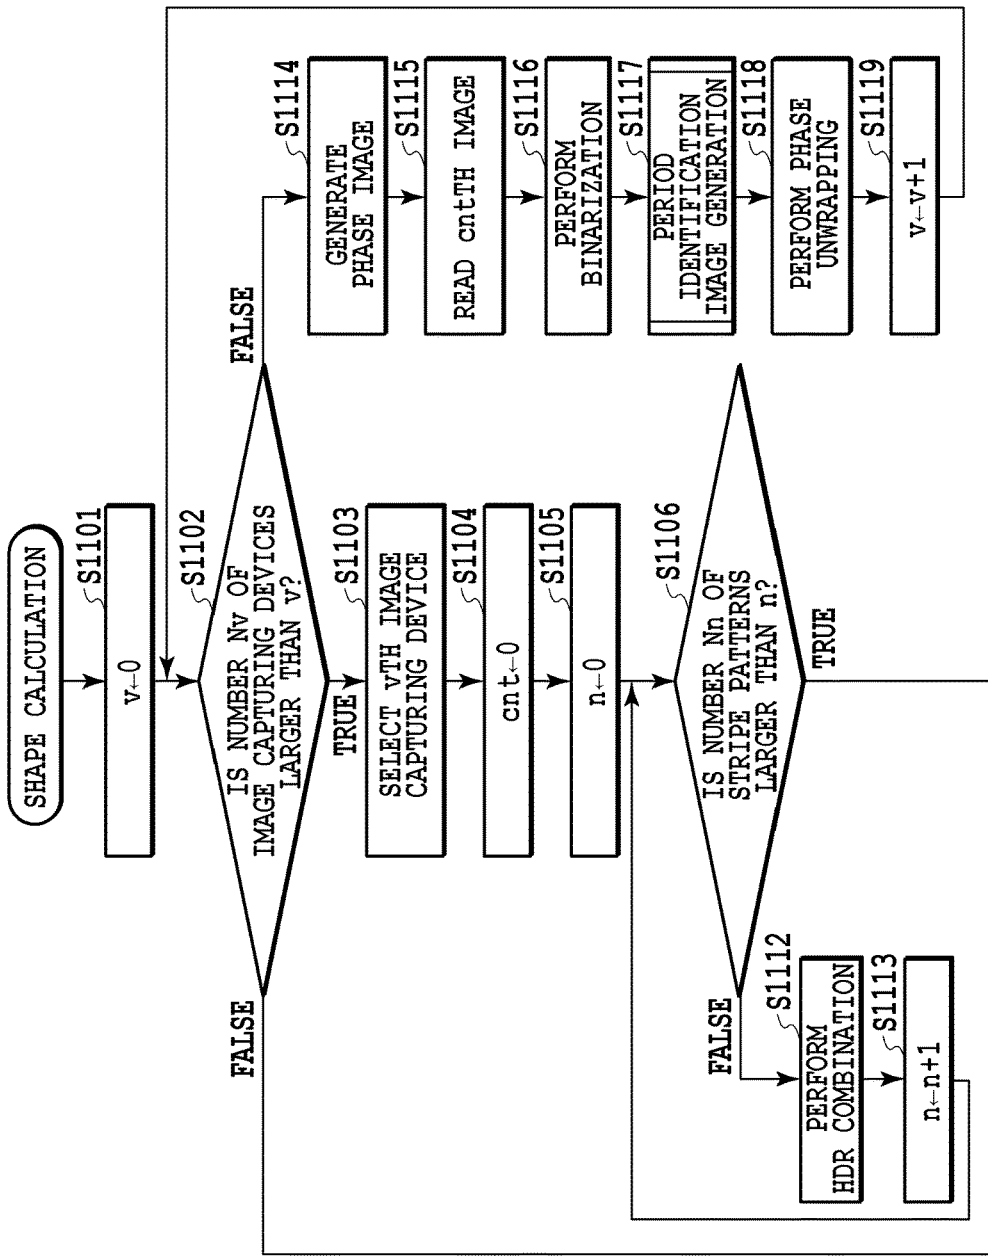 SHAPE CALCULATION
S1101
v←0
S1102
IS NUMBER Nv OF
IMAGE CAPTURING DEVICES
LARGER THAN v?
FALSE
FALSE
TRUE
S1103
SELECT vTH IMAGE
CAPTURING DEVICE
S1104
cnt←0
S1105
n←0
S1106
IS NUMBER Nn OF
STRIPE PATTERNS
LARGER THAN n?
FALSE
TRUE
S1112
PERFORM
HDR COMBINATION
S1113
n←n+1
S1114
GENERATE
PHASE IMAGE
S1115
READ cntTH IMAGE
S1116
PERFORM
BINARIZATION
S1117
PERIOD
IDENTIFICATION
IMAGE GENERATION
S1118
PERFORM PHASE
UNWRAPPING
S1119
v←v+1